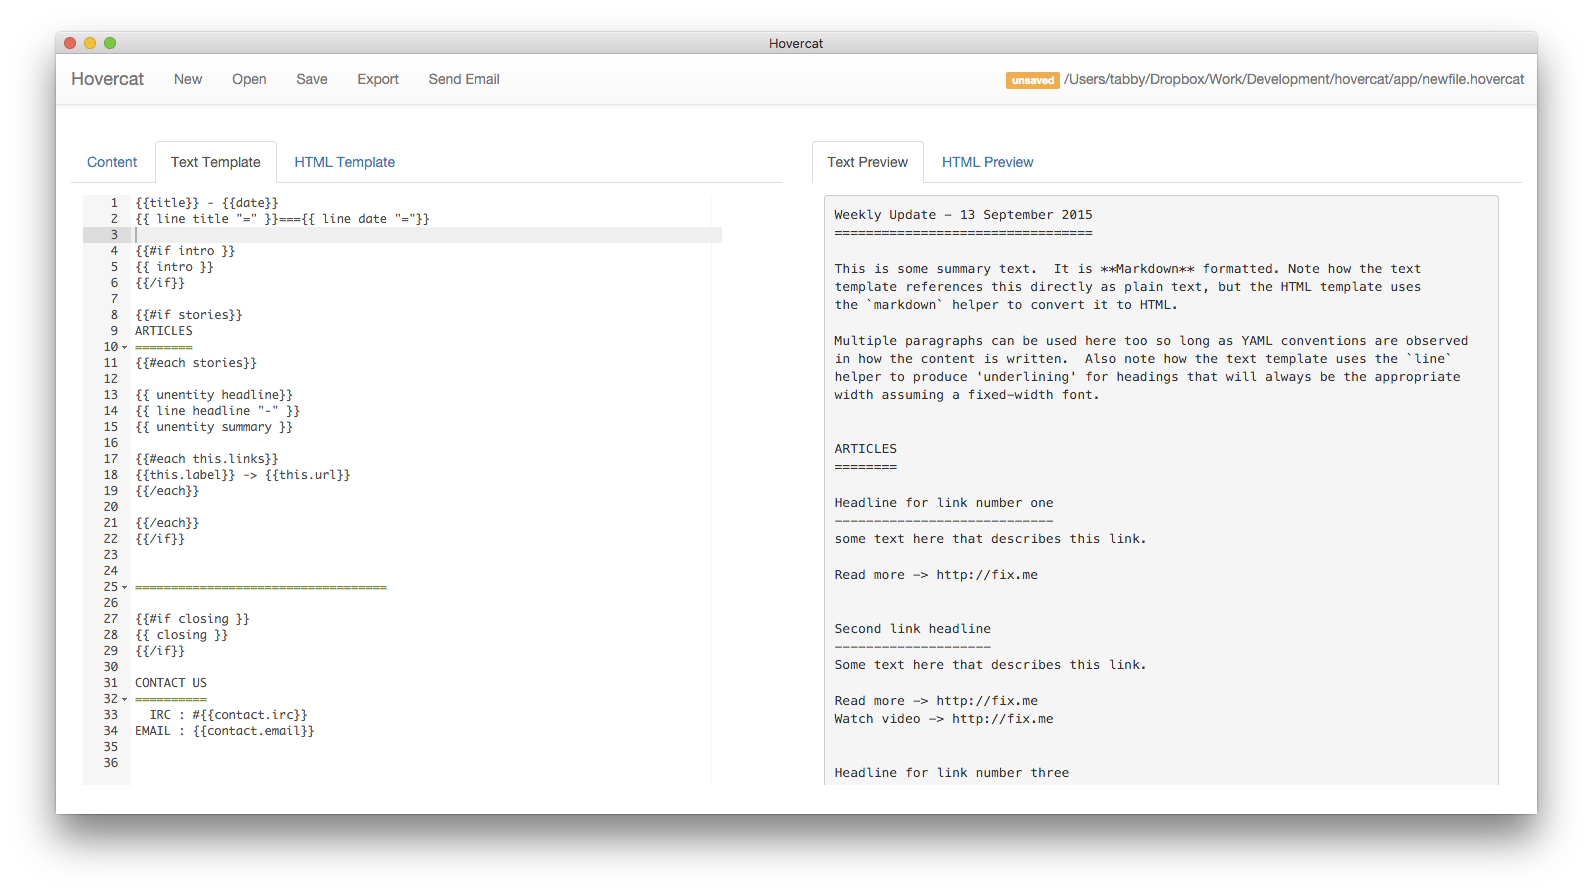 Hovercat
Hovercat New Open Save Export Send Email unsaved /Users/tabby/Dropbox/Work/Development/hovercat/app/newfile.hovercat
Content Text Template HTML Template
1 {{title}} - {{date}}
2 {{ line title "=" }}==={{ line date "="}}
3
4 {{#if intro }}
5 {{ intro }}
6 {{/if}}
7
8 {{#if stories}}
9 ARTICLES
10 ========
11 {{#each stories}}
12
13 {{ unentity headline}}
14 {{ line headline "-" }}
15 {{ unentity summary }}
16
17 {{#each this.links}}
18 {{this.label}} -> {{this.url}}
19 {{/each}}
20
21 {{/each}}
22 {{/if}}
23
24
25 ===================================
26
27 {{#if closing }}
28 {{ closing }}
29 {{/if}}
30
31 CONTACT US
32 ==========
33   IRC : #{{contact.irc}}
34 EMAIL : {{contact.email}}
35
36
Text Preview HTML Preview
Weekly Update - 13 September 2015
=================================
This is some summary text.  It is **Markdown** formatted. Note how the text
template references this directly as plain text, but the HTML template uses
the `markdown` helper to convert it to HTML.
Multiple paragraphs can be used here too so long as YAML conventions are observed
in how the content is written.  Also note how the text template uses the `line`
helper to produce 'underlining' for headings that will always be the appropriate
width assuming a fixed-width font.
ARTICLES
========
Headline for link number one
----------------------------
some text here that describes this link.
Read more -> http://fix.me
Second link headline
--------------------
Some text here that describes this link.
Read more -> http://fix.me
Watch video -> http://fix.me
Headline for link number three